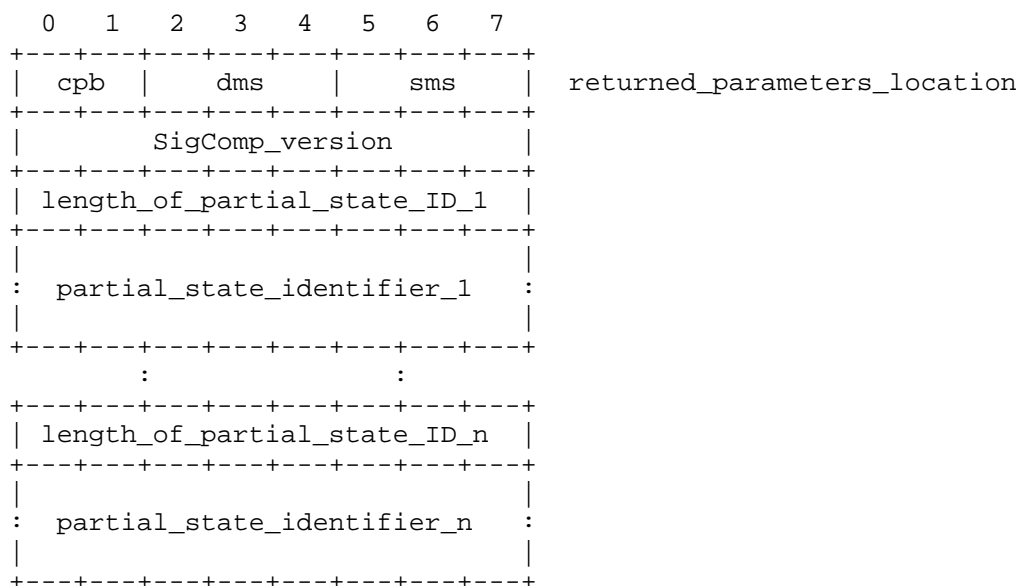 0   1   2   3   4   5   6   7
+---+---+---+---+---+---+---+---+
|  cpb  |    dms    |    sms    |  returned_parameters_location
+---+---+---+---+---+---+---+---+
|        SigComp_version        |
+---+---+---+---+---+---+---+---+
| length_of_partial_state_ID_1  |
+---+---+---+---+---+---+---+---+
|                               |
:  partial_state_identifier_1   :
|                               |
+---+---+---+---+---+---+---+---+
        :               :
+---+---+---+---+---+---+---+---+
| length_of_partial_state_ID_n  |
+---+---+---+---+---+---+---+---+
|                               |
:  partial_state_identifier_n   :
|                               |
+---+---+---+---+---+---+---+---+